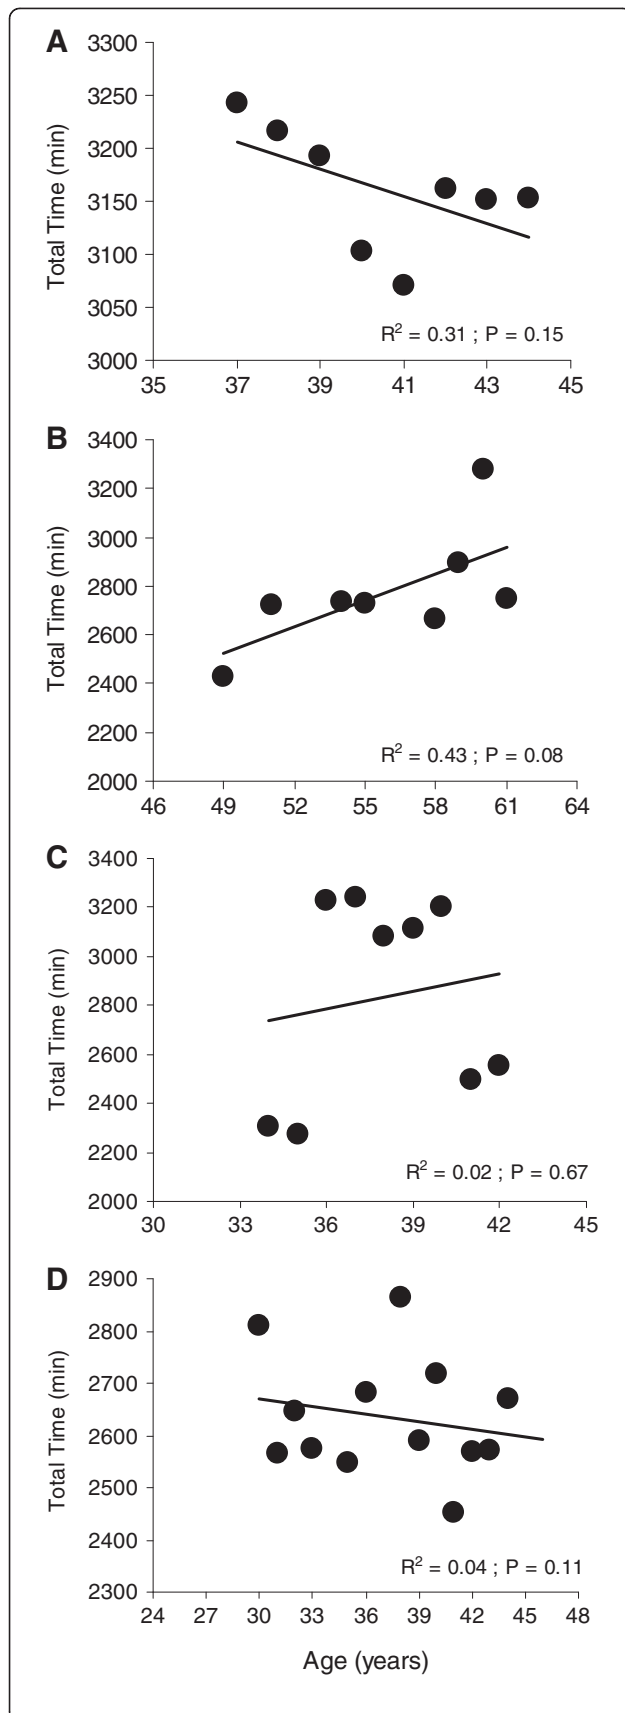 A
3300
3250
3200
3150
3100
3050
3000
Total Time (min)
R² = 0.31 ; P = 0.15
35 37 39 41 43 45
B
3400
3200
3000
2800
2600
2400
2200
2000
Total Time (min)
R² = 0.43 ; P = 0.08
46 49 52 55 58 61 64
C
3400
3200
3000
2800
2600
2400
2200
2000
Total Time (min)
R² = 0.02 ; P = 0.67
30 33 36 39 42 45
D
2900
2800
2700
2600
2500
2400
2300
Total Time (min)
R² = 0.04 ; P = 0.11
24 27 30 33 36 39 42 45 48
Age (years)